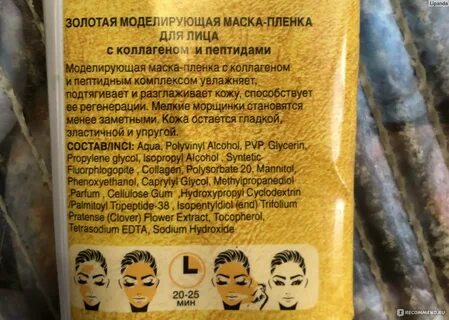 Lipanda
ЗОЛОТАЯ МОДЕЛИРУЮЩАЯ МАСКА-ПЛЕНКА
ДЛЯ ЛИЦА
с коллагеном и пептидами
Моделирующая маска-пленка с коллагеном
и пептидным комплексом увлажняет,
подтягивает и разглаживает кожу, способствует
ее регенерации. Мелкие морщинки становятся
менее заметными. Кожа остается гладкой,
эластичной и упругой.
СОСТАВ/INCI: Aqua, Polyvinyl Alcohol, PVP, Glycerin,
Propylene glycol, Isopropyl Alcohol , Syntetic
Fluorphlogopite , Collagen, Polysorbate 20, Mannitol,
Phenoxyethanol, Caprylyl Glycol, Methylpropanediol
,Parfum , Cellulose Gum ,Hydroxypropyl Cyclodextrin
/Palmitoyl Tripeptide-38 , Isopentyldiol (and) Trifolium
Pratense (Clover) Flower Extract, Tocopherol,
Tetrasodium EDTA, Sodium Hydroxide
20-25
МИН
RECOMMEND.RU